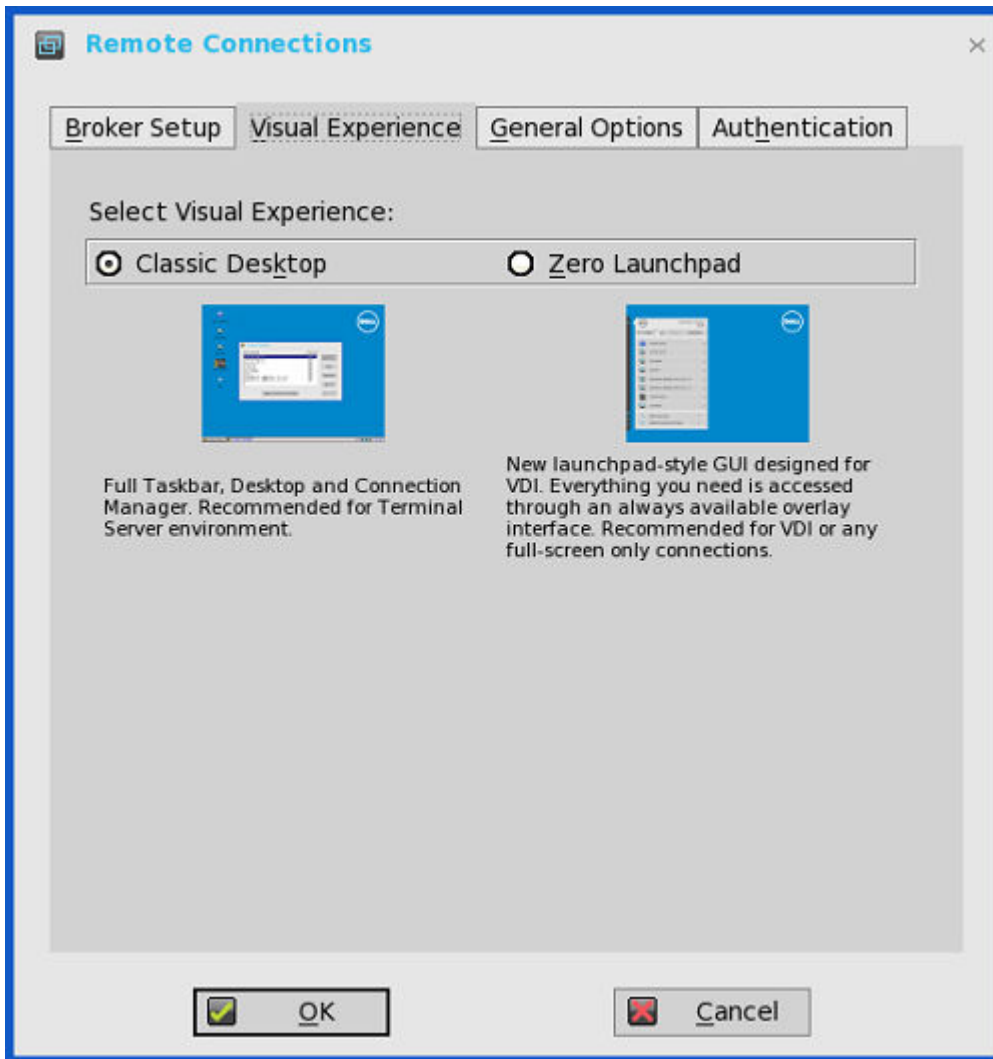 Remote Connections
Broker Setup
Visual Experience
General Options
Authentication
Select Visual Experience:
Classic Desktop
Zero Launchpad
DELL
DELL
Full Taskbar, Desktop and Connection
Manager. Recommended for Terminal
Server environment.
New launchpad-style GUI designed for
VDI. Everything you need is accessed
through an always available overlay
interface. Recommended for VDI or any
full-screen only connections.
OK
Cancel